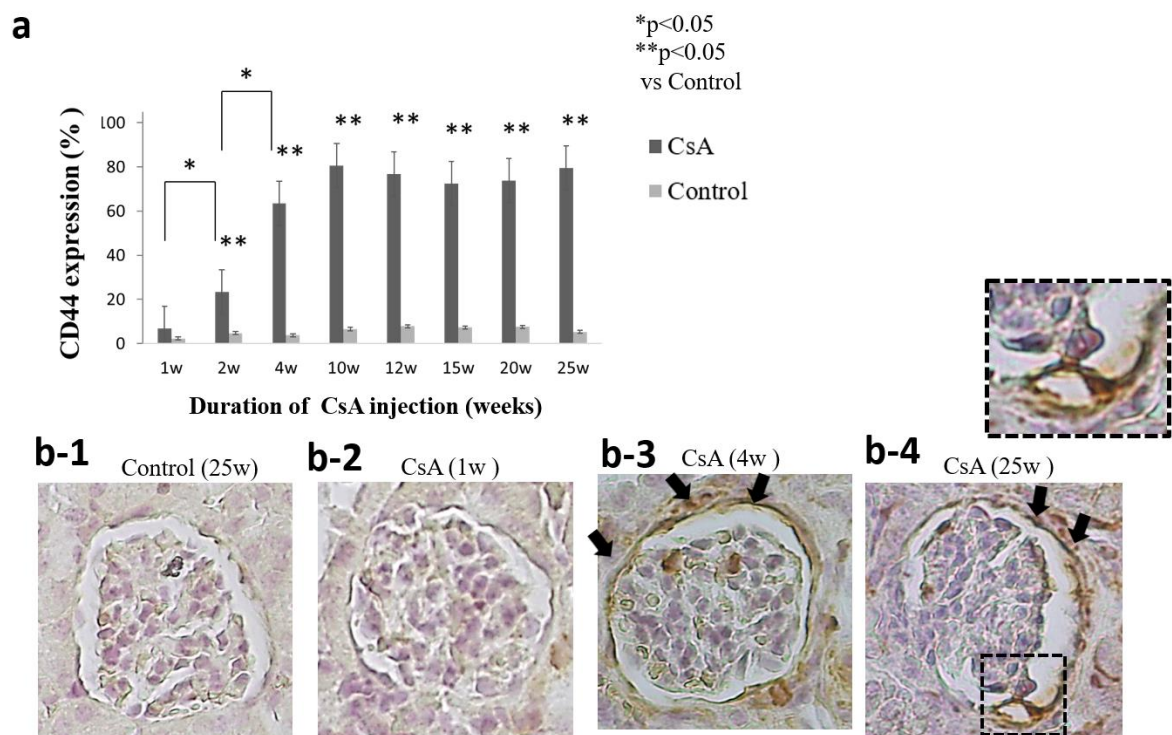 a
*p<0.05
**p<0.05
vs Control
CsA
Control
CD44 expression (%)
100
80
60
40
20
0
*
*
**
**
**
**
**
**
**
1w 2w 4w 10w 12w 15w 20w 25w
Duration of CsA injection (weeks)
b-1 Control (25w)
b-2 CsA (1w)
b-3 CsA (4w)
b-4 CsA (25w)